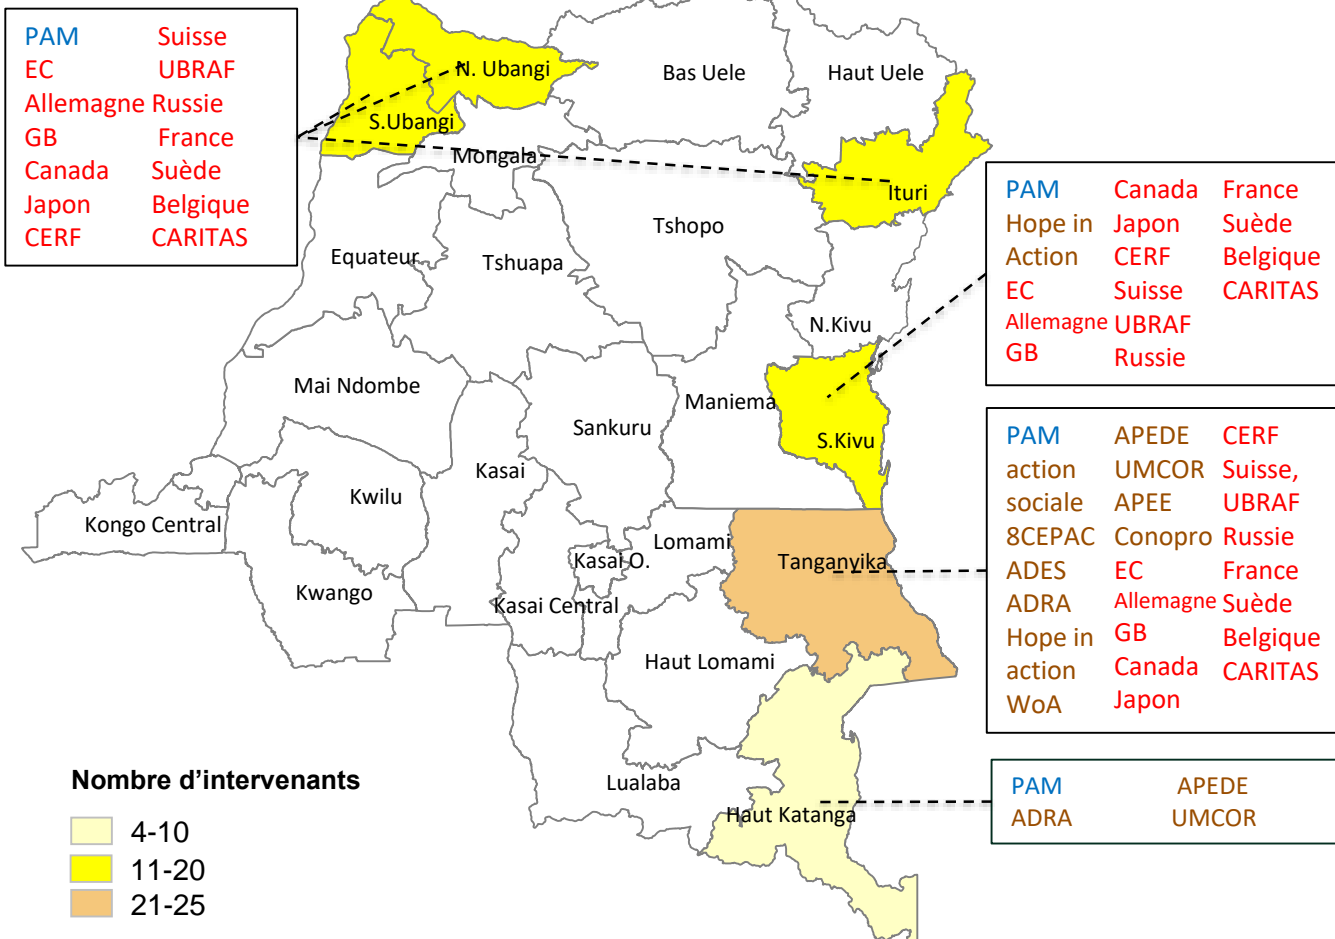 PAM Suisse
EC UBRAF
Allemagne Russie
GB France
Canada Suède
Japon Belgique
CERF CARITAS
N. Ubangi
S.Ubangi
Bas Uele
Haut Uele
Mongala
Ituri
Tshopo
Equateur
Tshuapa
N.Kivu
Mai Ndombe
Maniema
Sankuru
S.Kivu
Kasai
Kwilu
Kongo Central
Lomami
Kasai O.
Tanganyika
Kwango
Kasai Central
Haut Lomami
Lualaba
Haut Katanga
PAM Canada France
Hope in Japon Suède
Action CERF Belgique
EC Suisse CARITAS
Allemagne UBRAF
GB Russie
PAM APEDE CERF
action UMCOR Suisse,
sociale APEE UBRAF
8CEPAC Conopro Russie
ADES EC France
ADRA Allemagne Suède
Hope in GB Belgique
action Canada CARITAS
WoA Japon
PAM APEDE
ADRA UMCOR
Nombre d’intervenants
4-10
11-20
21-25